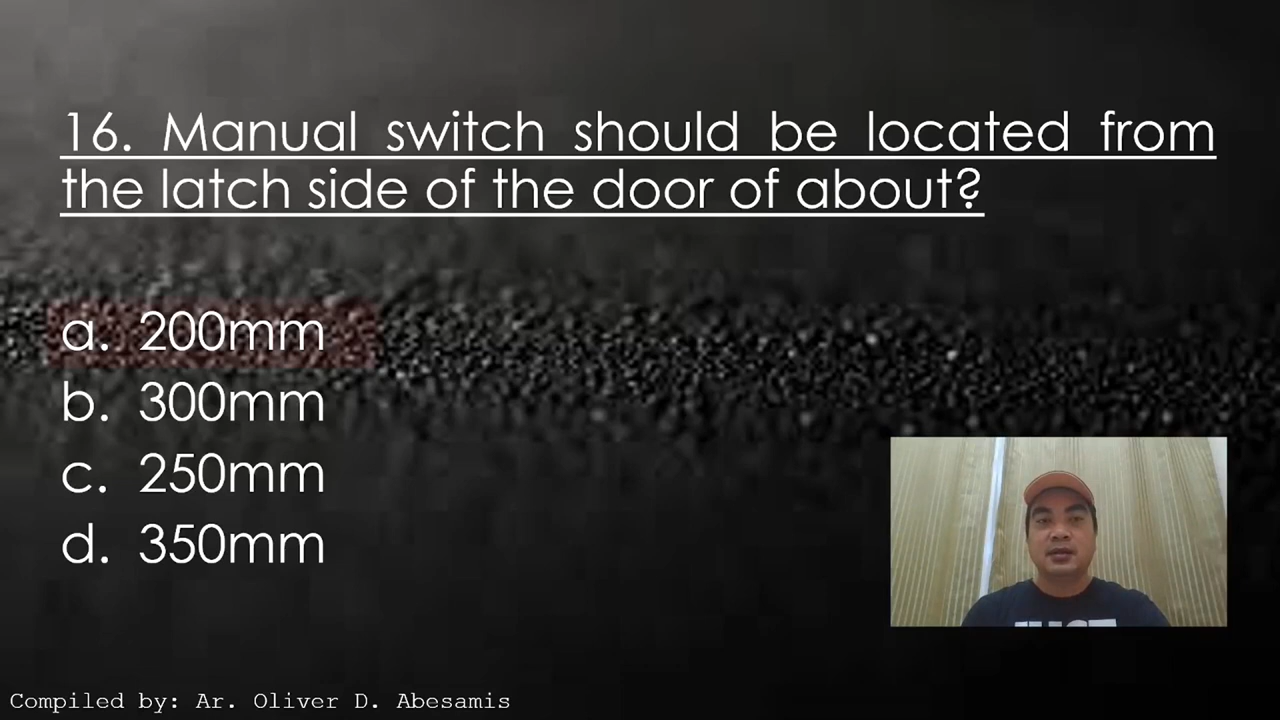 16. Manual switch should be located from
the latch side of the door of about?
a. 200mm
b. 300mm
c. 250mm
d. 350mm
Compiled by: Ar. Oliver D. Abesamis